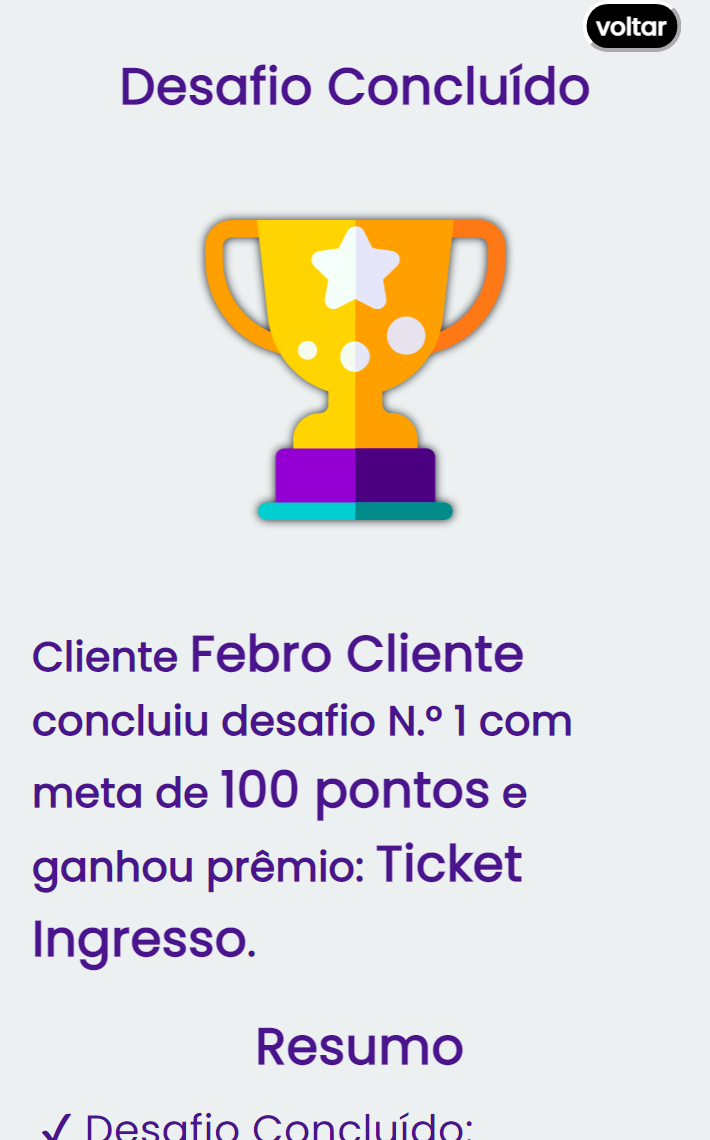 voltar
Desafio Concluído
Cliente Febro Cliente
concluiu desafio N.º 1 com
meta de 100 pontos e
ganhou prêmio: Ticket
Ingresso.
Resumo
✓ Desafio Concluído: